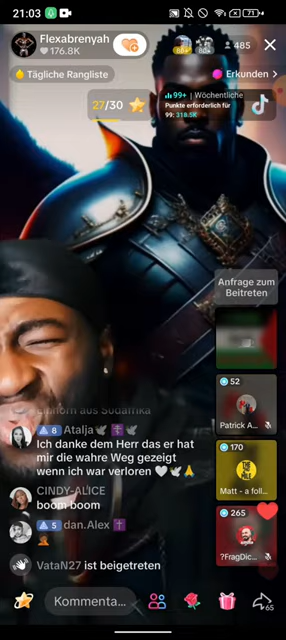 21:03
71
Flexabrenyah
176.8K
485
Tägliche Rangliste
Erkunden >
27/30
99+ | Wöchentliche
Punkte erforderlich für
99: 318.5K
Anfrage zum
Beitreten
52
Patrick A...
170
Matt - a foll...
265
?FragDic...
Einhorn aus Südafrika
8 Atalja
Ich danke dem Herr das er hat
mir die wahre Weg gezeigt
wenn ich war verloren
CINDY-ALICE
boom boom
5 dan.Alex
VataN27 ist beigetreten
Kommenta...
65